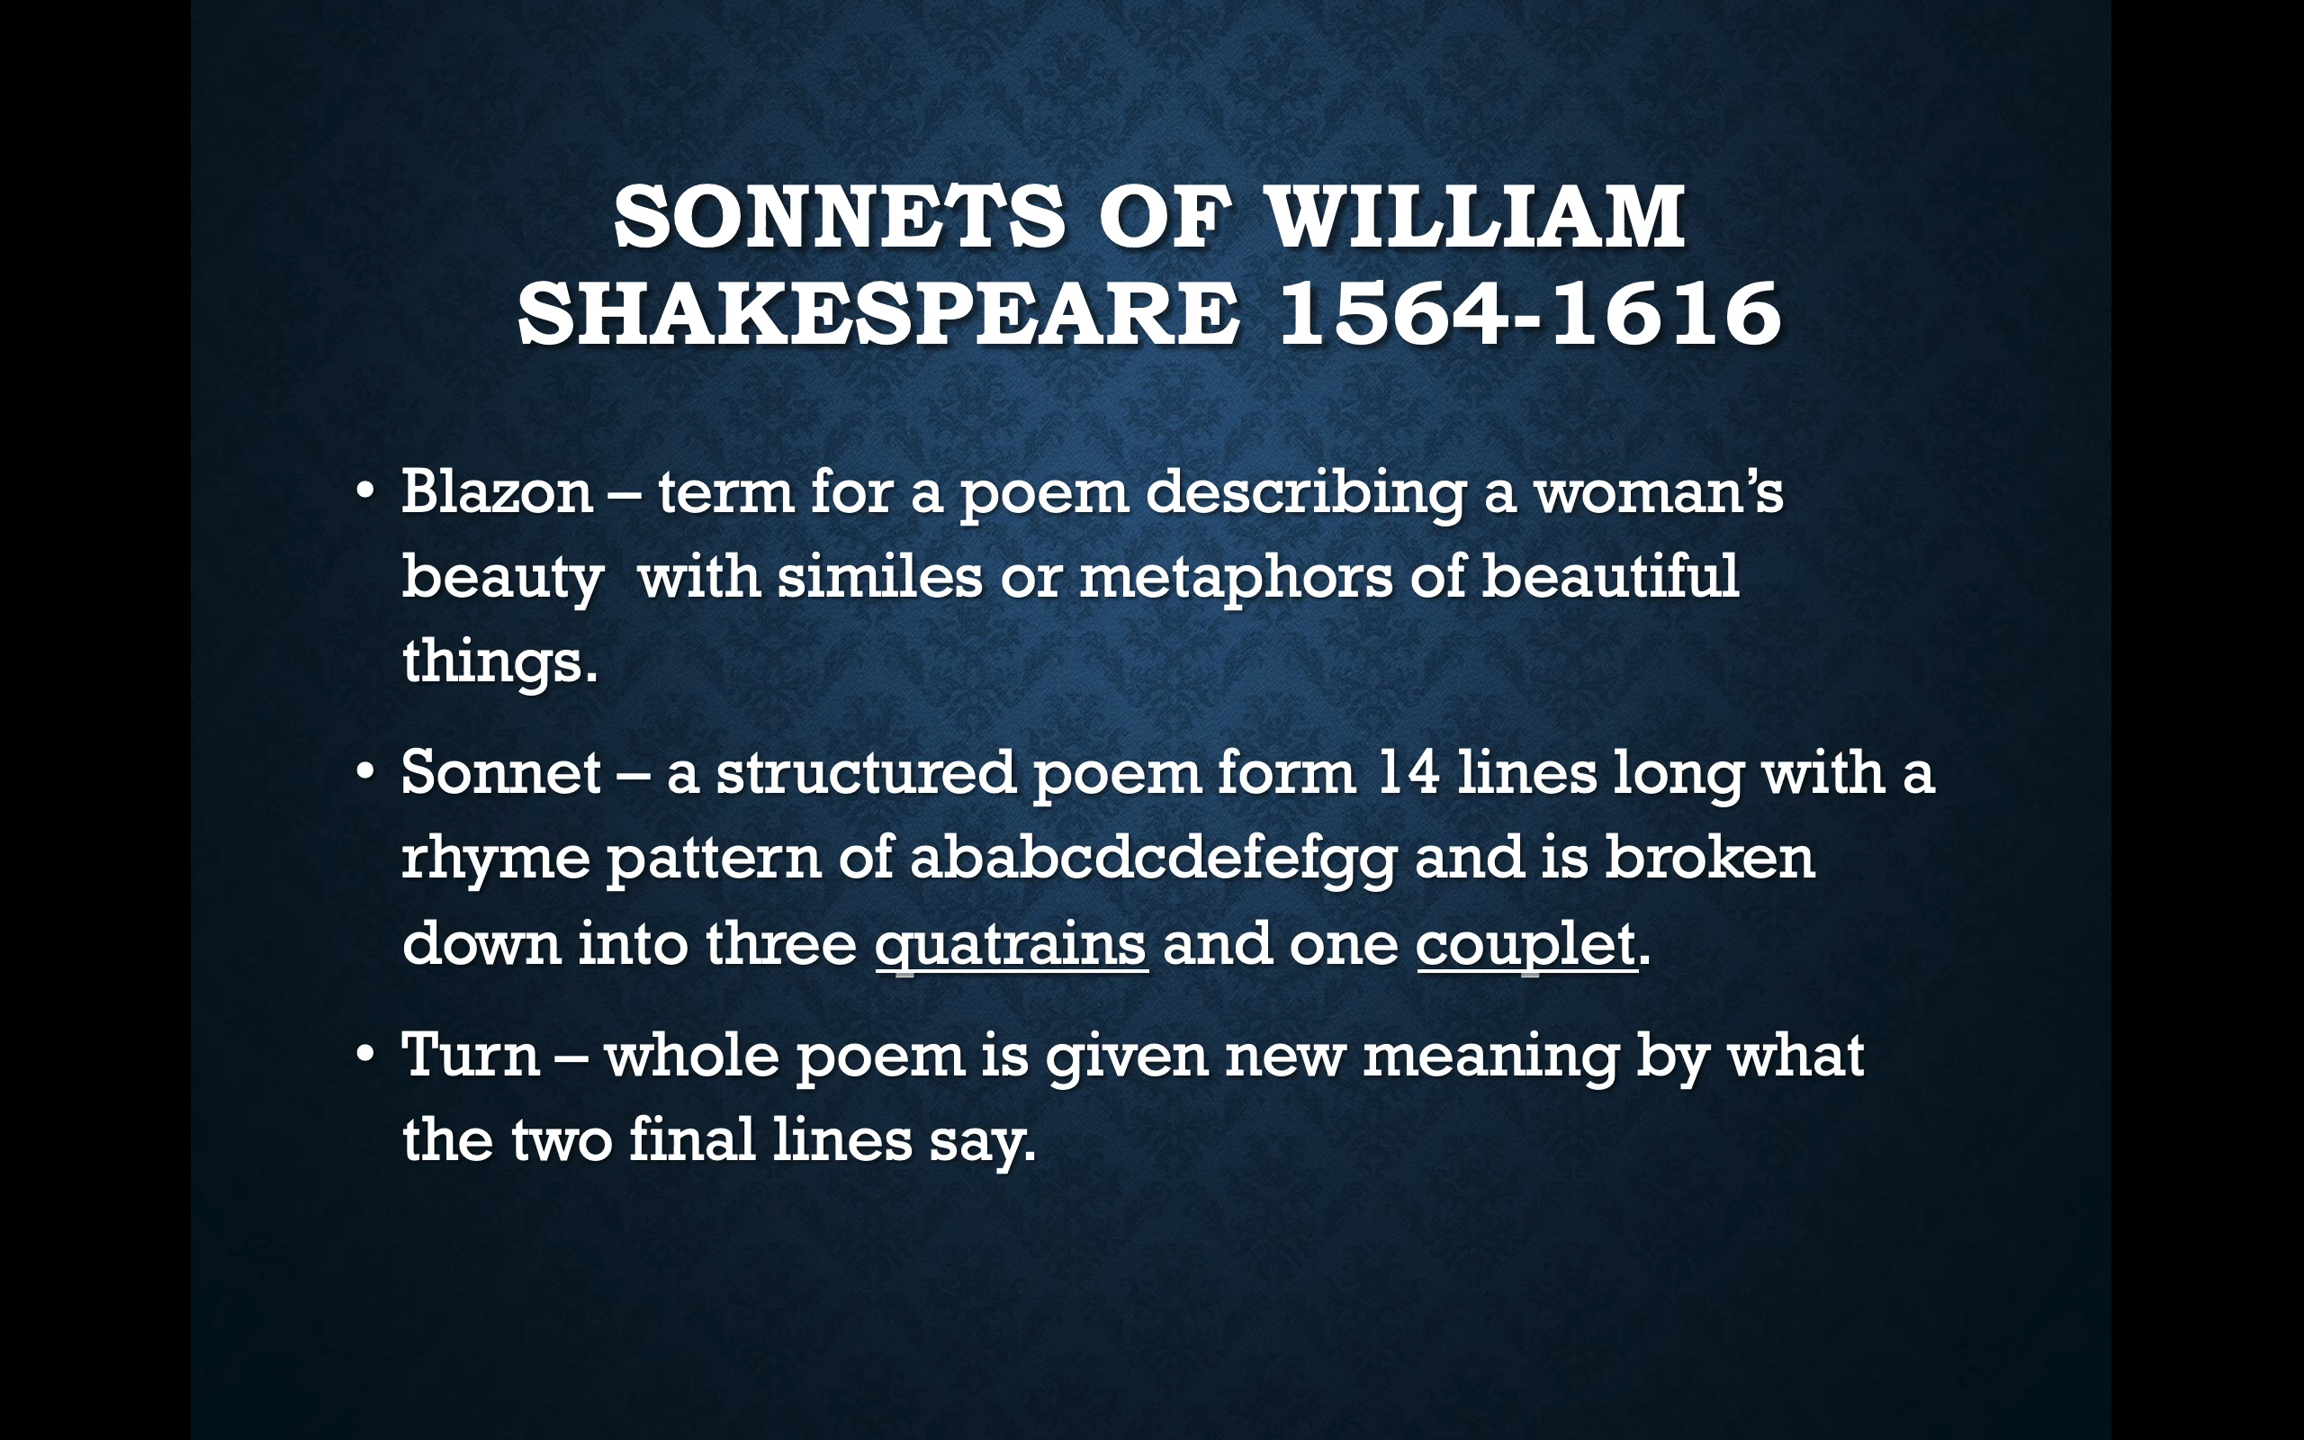 SONNETS OF WILLIAM
SHAKESPEARE 1564-1616
• Blazon – term for a poem describing a woman’s
beauty  with similes or metaphors of beautiful
things.
• Sonnet – a structured poem form 14 lines long with a
rhyme pattern of ababcdcdefefgg and is broken
down into three quatrains and one couplet.
• Turn – whole poem is given new meaning by what
the two final lines say.